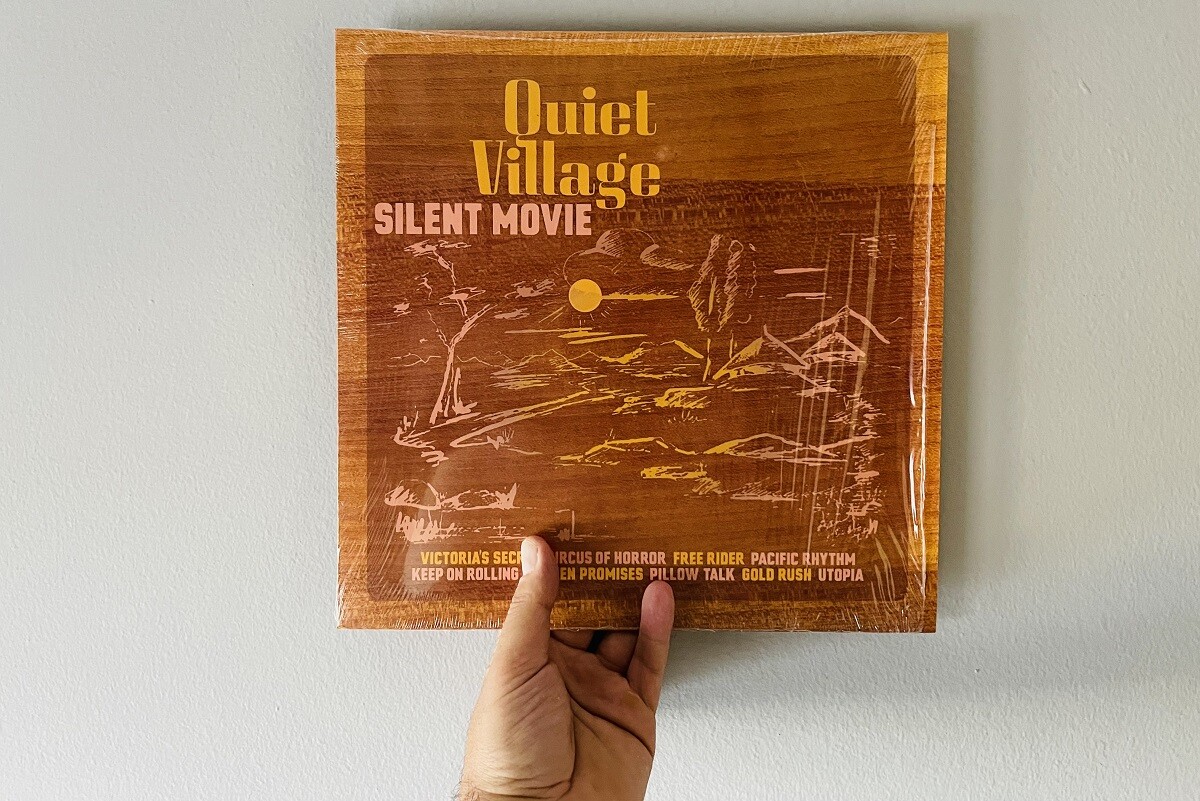 Quiet
Village
SILENT MOVIE
VICTORIA'S OF HORROR FREE RIDER PACIFIC RHYTHM
KEEP ON ROLLING PROMISES PILLOW TALK GOLD RUSH UTOPIA